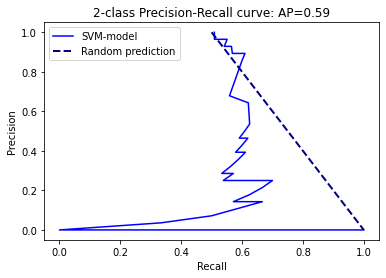 2-class Precision-Recall curve: AP=0.59
SVM-model
Random prediction
Precision
1.0
0.8
0.6
0.4
0.2
0.0
0.0 0.2 0.4 0.6 0.8 1.0
Recall